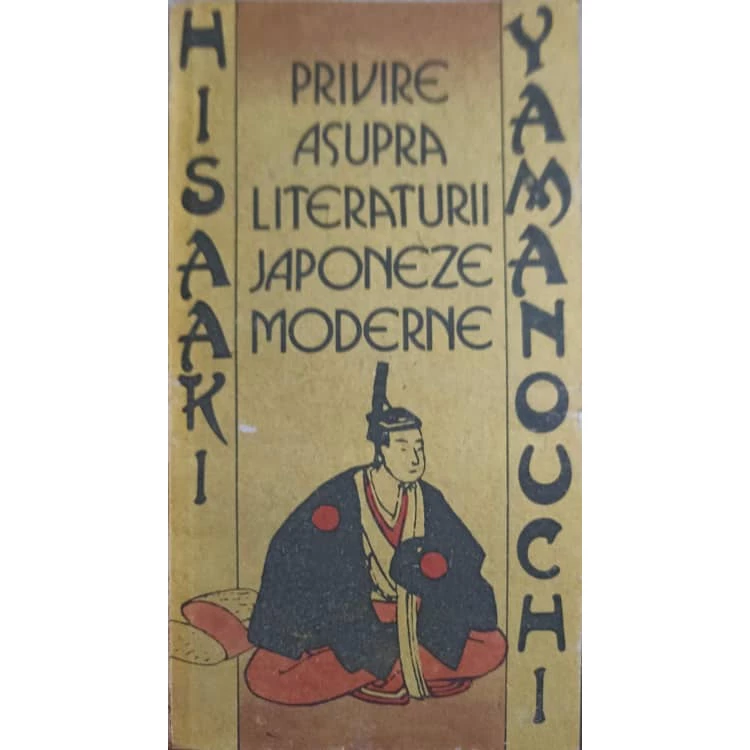 HISAAKI
PRIVIRE
ASUPRA
LITERATURII
JAPONEZE
MODERNE
YAMANOUCHI